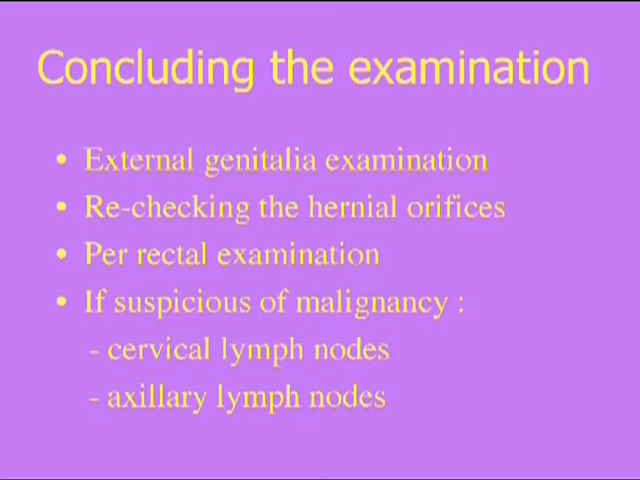 Concluding the examination
• External genitalia examination
• Re-checking the hernial orifices
• Per rectal examination
• If suspicious of malignancy :
- cervical lymph nodes
- axillary lymph nodes